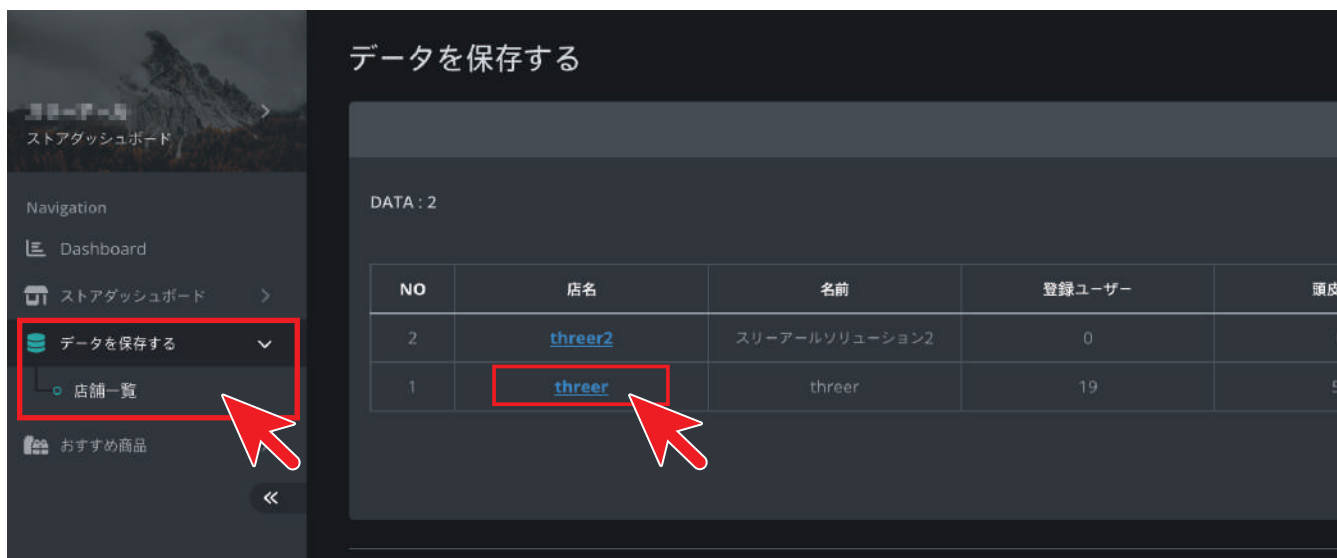 データを保存する
ストアダッシュボード
Navigation
Dashboard
ストアダッシュボード
データを保存する
店舗一覧
おすすめ商品
DATA : 2
NO 店名 名前 登録ユーザー 頭皮
2 threer2 スリーアールソリューション2 0
1 threer threer 19 5